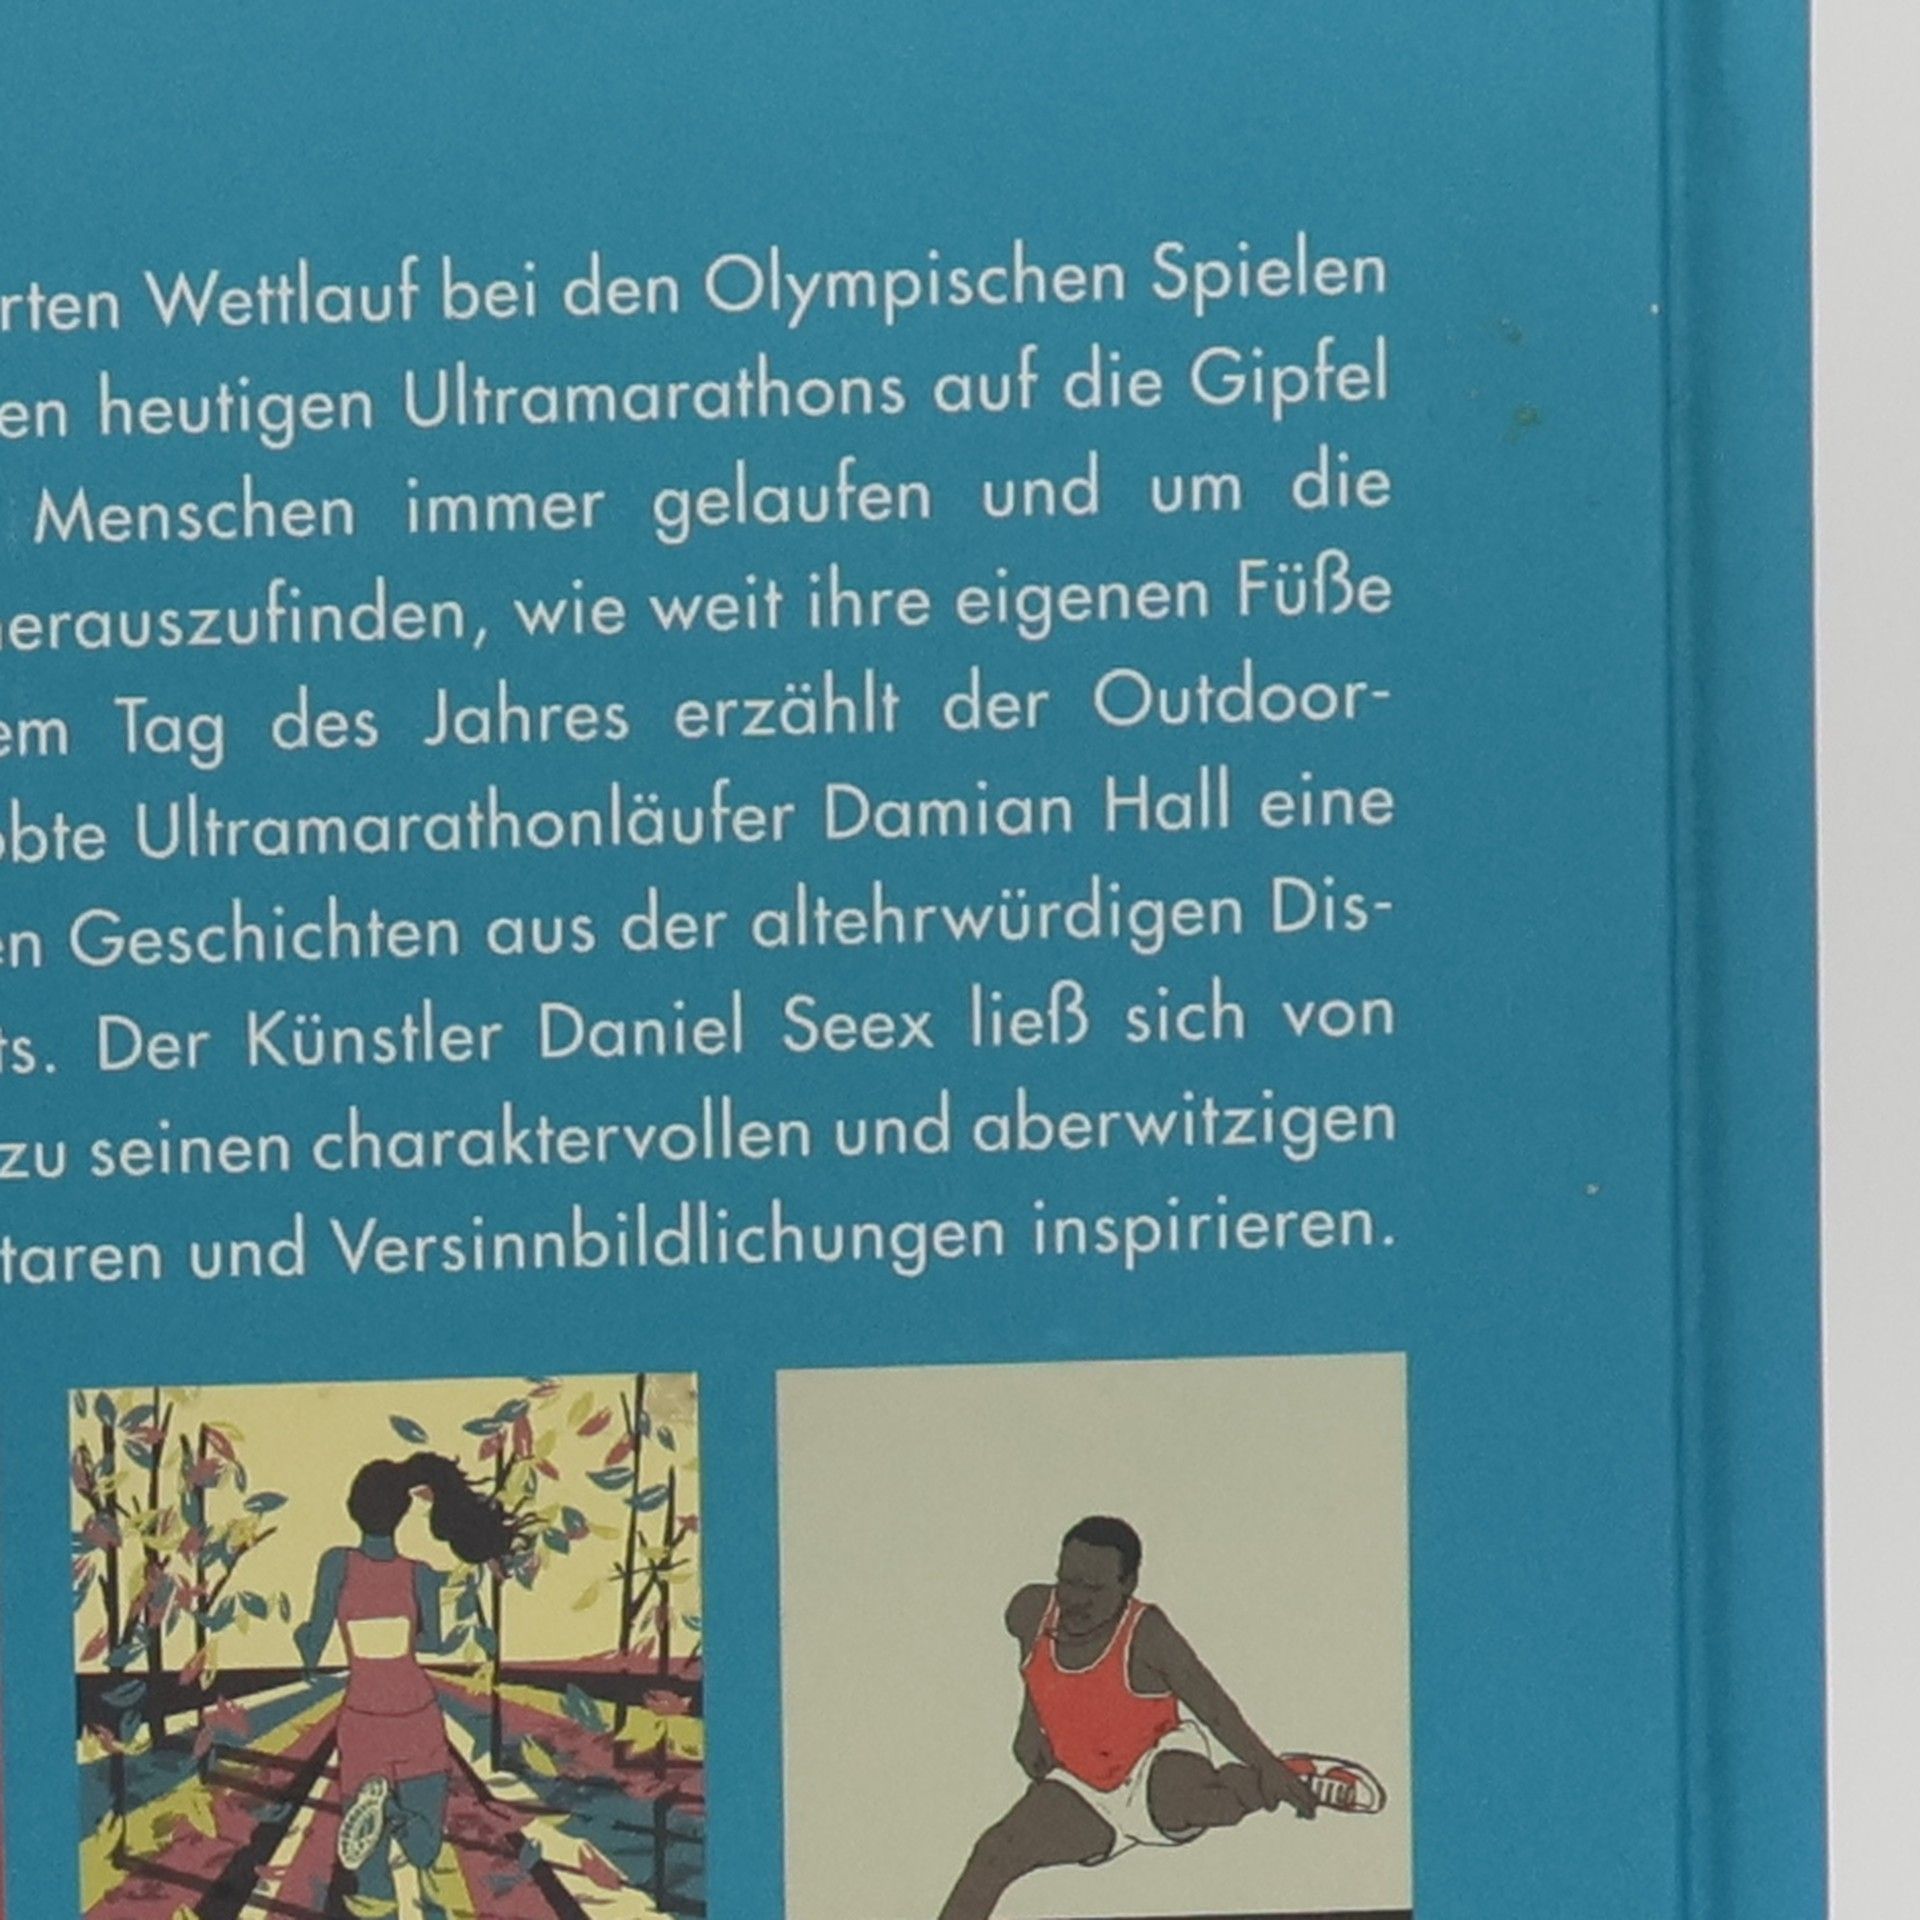 rten Wettlauf bei den Olympischen Spielen
en heutigen Ultramarathons auf die Gipfel
Menschen immer gelaufen und um die
erauszufinden, wie weit ihre eigenen Füße
em Tag des Jahres erzählt der Outdoor-
bte Ultramarathonläufer Damian Hall eine
en Geschichten aus der altehrwürdigen Dis-
ts. Der Künstler Daniel Seex ließ sich von
zu seinen charaktervollen und aberwitzigen
taren und Versinnbildlichungen inspirieren.